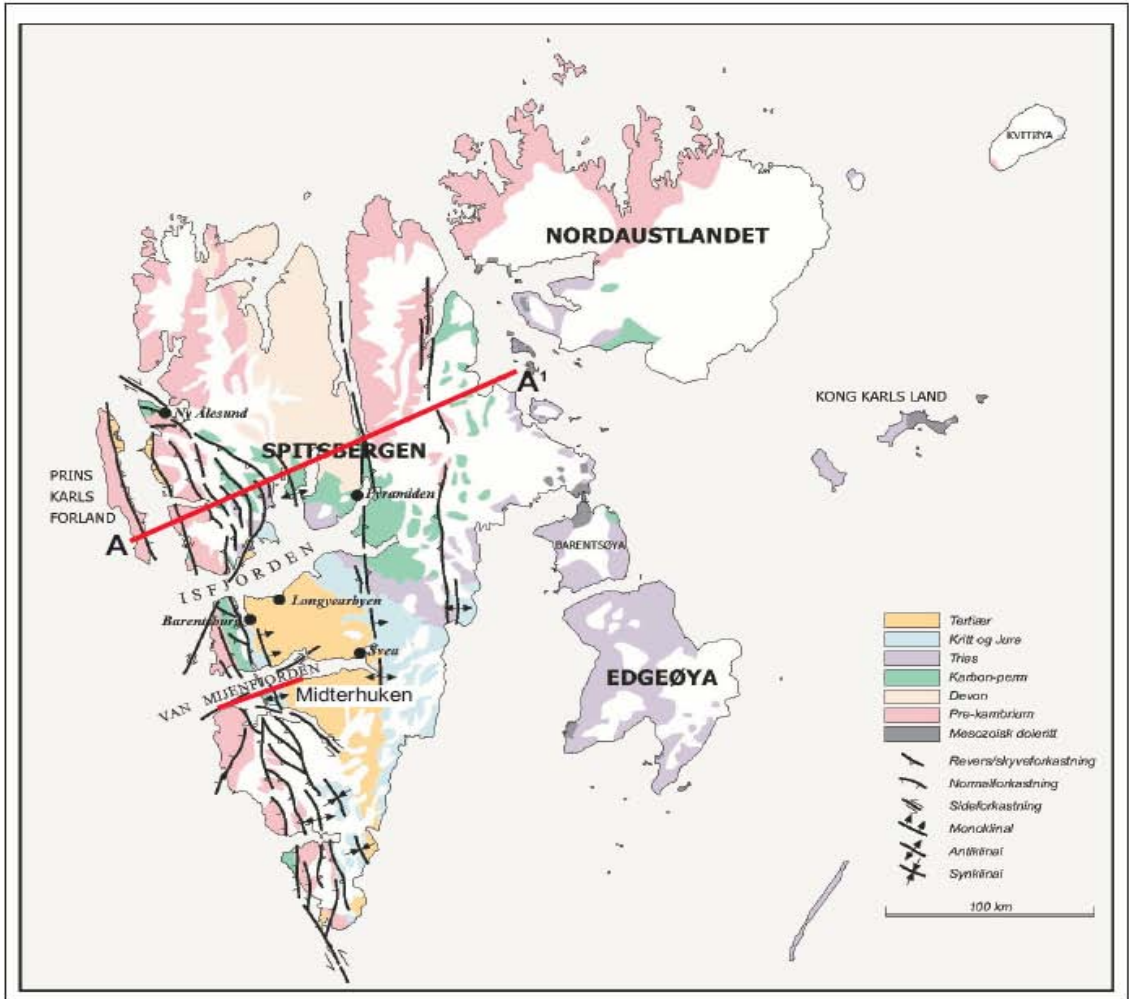 KVITØYA
NORDAUSTLANDET
KONG KARLS LAND
A¹
Ny Ålesund
SPITSBERGEN
PRINS
KARLS
FORLAND
Pyramiden
A
ISFJORDEN
BARENTSØYA
Longyearbyen
Barentsburg
Svea
EDGEØYA
VAN MIJENFJORDEN
Midterhuken
Tertiær
Kritt og Jura
Trias
Karbon-perm
Devon
Pre-kambrium
Mesozoisk doleritt
Revers/skyveforkastning
Normalforkastning
Sideforkastning
Monoklinal
Antiklinal
Synklinal
100 km